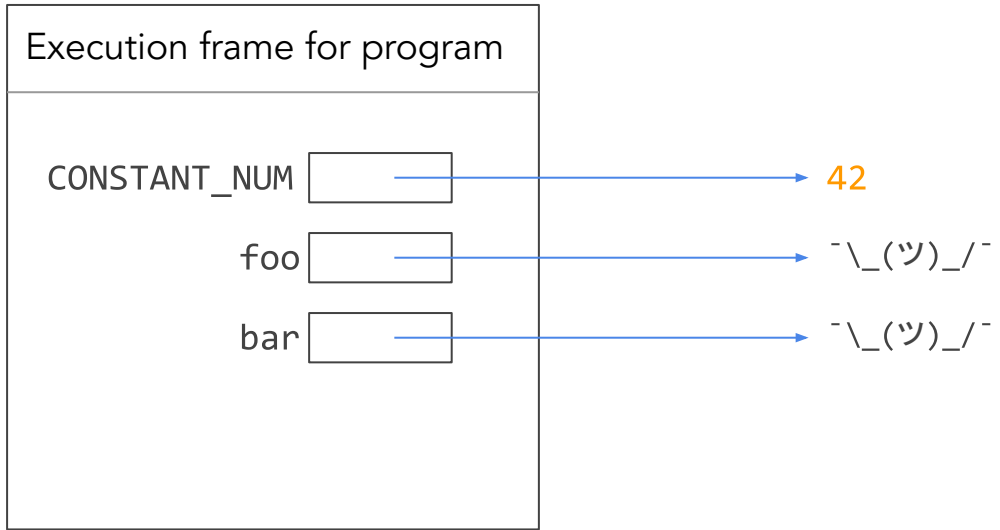 Execution frame for program
CONSTANT_NUM 42
foo ¯\_(ツ)_/¯
bar ¯\_(ツ)_/¯